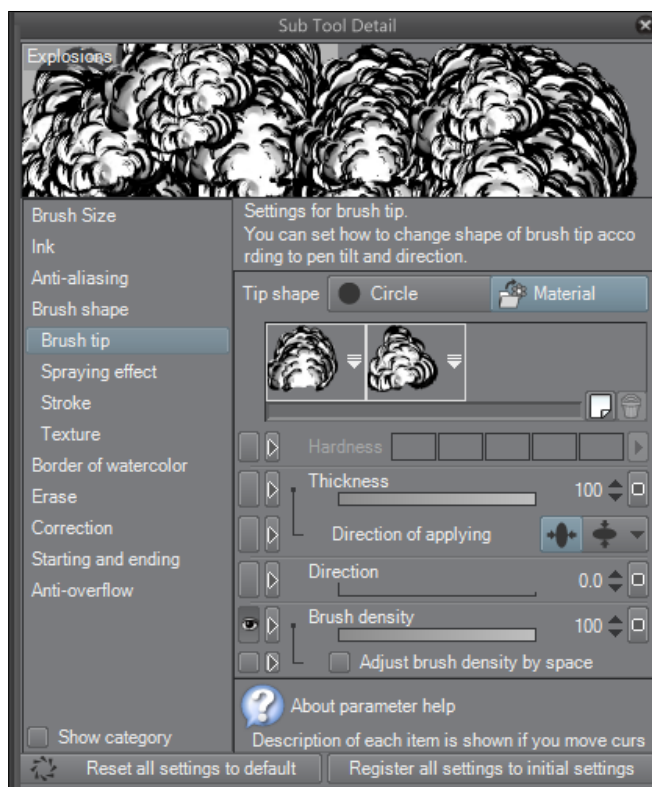 Sub Tool Detail
Explosions
Brush Size
Ink
Anti-aliasing
Brush shape
Brush tip
Spraying effect
Stroke
Texture
Border of watercolor
Erase
Correction
Starting and ending
Anti-overflow
Show category
Settings for brush tip.
You can set how to change shape of brush tip acco
rding to pen tilt and direction.
Tip shape Circle Material
Hardness
Thickness 100
Direction of applying
Direction 0.0
Brush density 100
Adjust brush density by space
About parameter help
Description of each item is shown if you move curs
Reset all settings to default Register all settings to initial settings